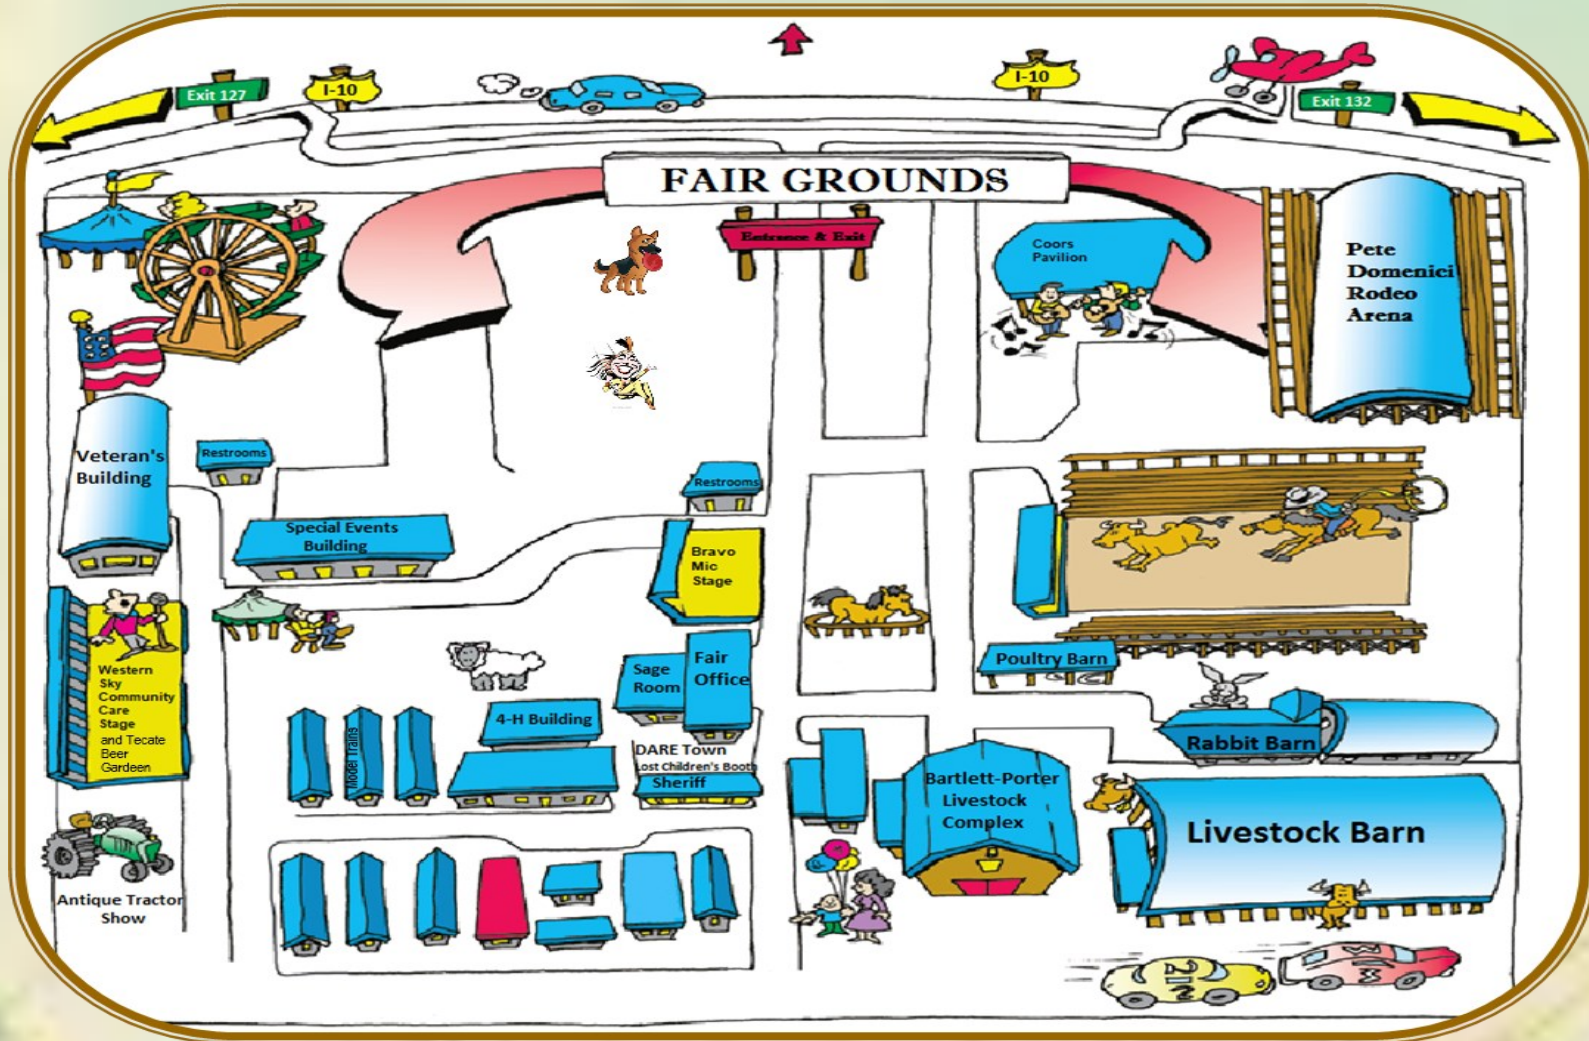 Exit 127
I-10
I-10
Exit 132
FAIR GROUNDS
Entrance & Exit
Coors
Pavilion
Pete
Domenici
Rodeo
Arena
Veteran's
Building
Restrooms
Restrooms
Special Events
Building
Bravo
Mic
Stage
Western
Sky
Community
Care
Stage
and Tecate
Beer
Gardeen
Sage
Room
Fair
Office
Poultry Barn
4-H Building
Model Trains
DARE Town
Lost Children's Booth
Sheriff
Rabbit Barn
Bartlett-Porter
Livestock
Complex
Livestock Barn
Antique Tractor
Show